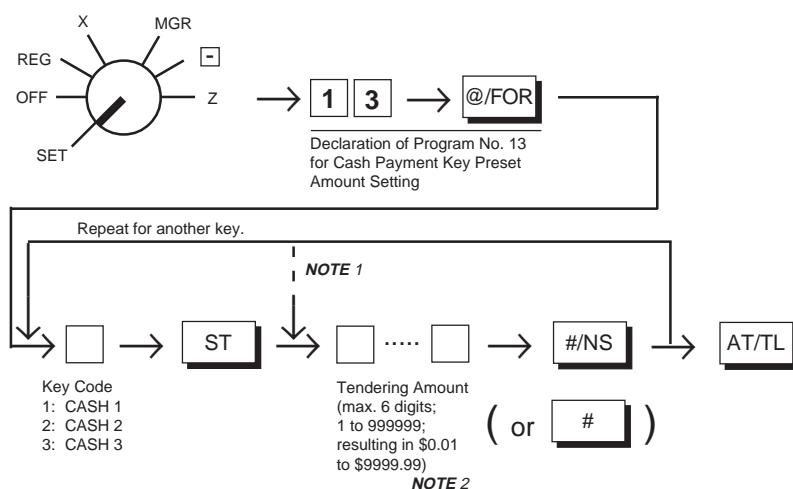 X
MGR
REG
-
OFF
Z
SET
1 3
@/FOR
Declaration of Program No. 13
for Cash Payment Key Preset
Amount Setting
Repeat for another key.
NOTE 1
ST
.....
#/NS
AT/TL
Key Code
1: CASH 1
2: CASH 2
3: CASH 3
Tendering Amount
(max. 6 digits;
1 to 999999;
resulting in $0.01
to $9999.99)
NOTE 2
( or # )